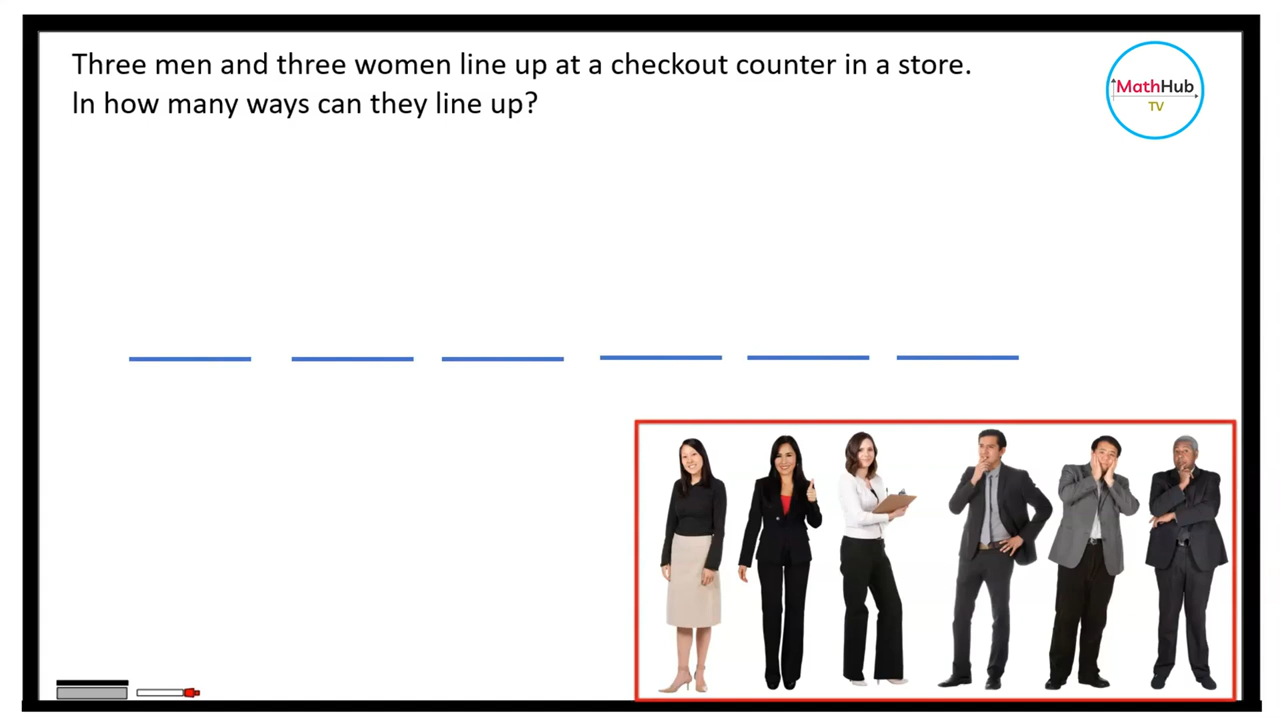 Three men and three women line up at a checkout counter in a store.
In how many ways can they line up?
MathHub
TV